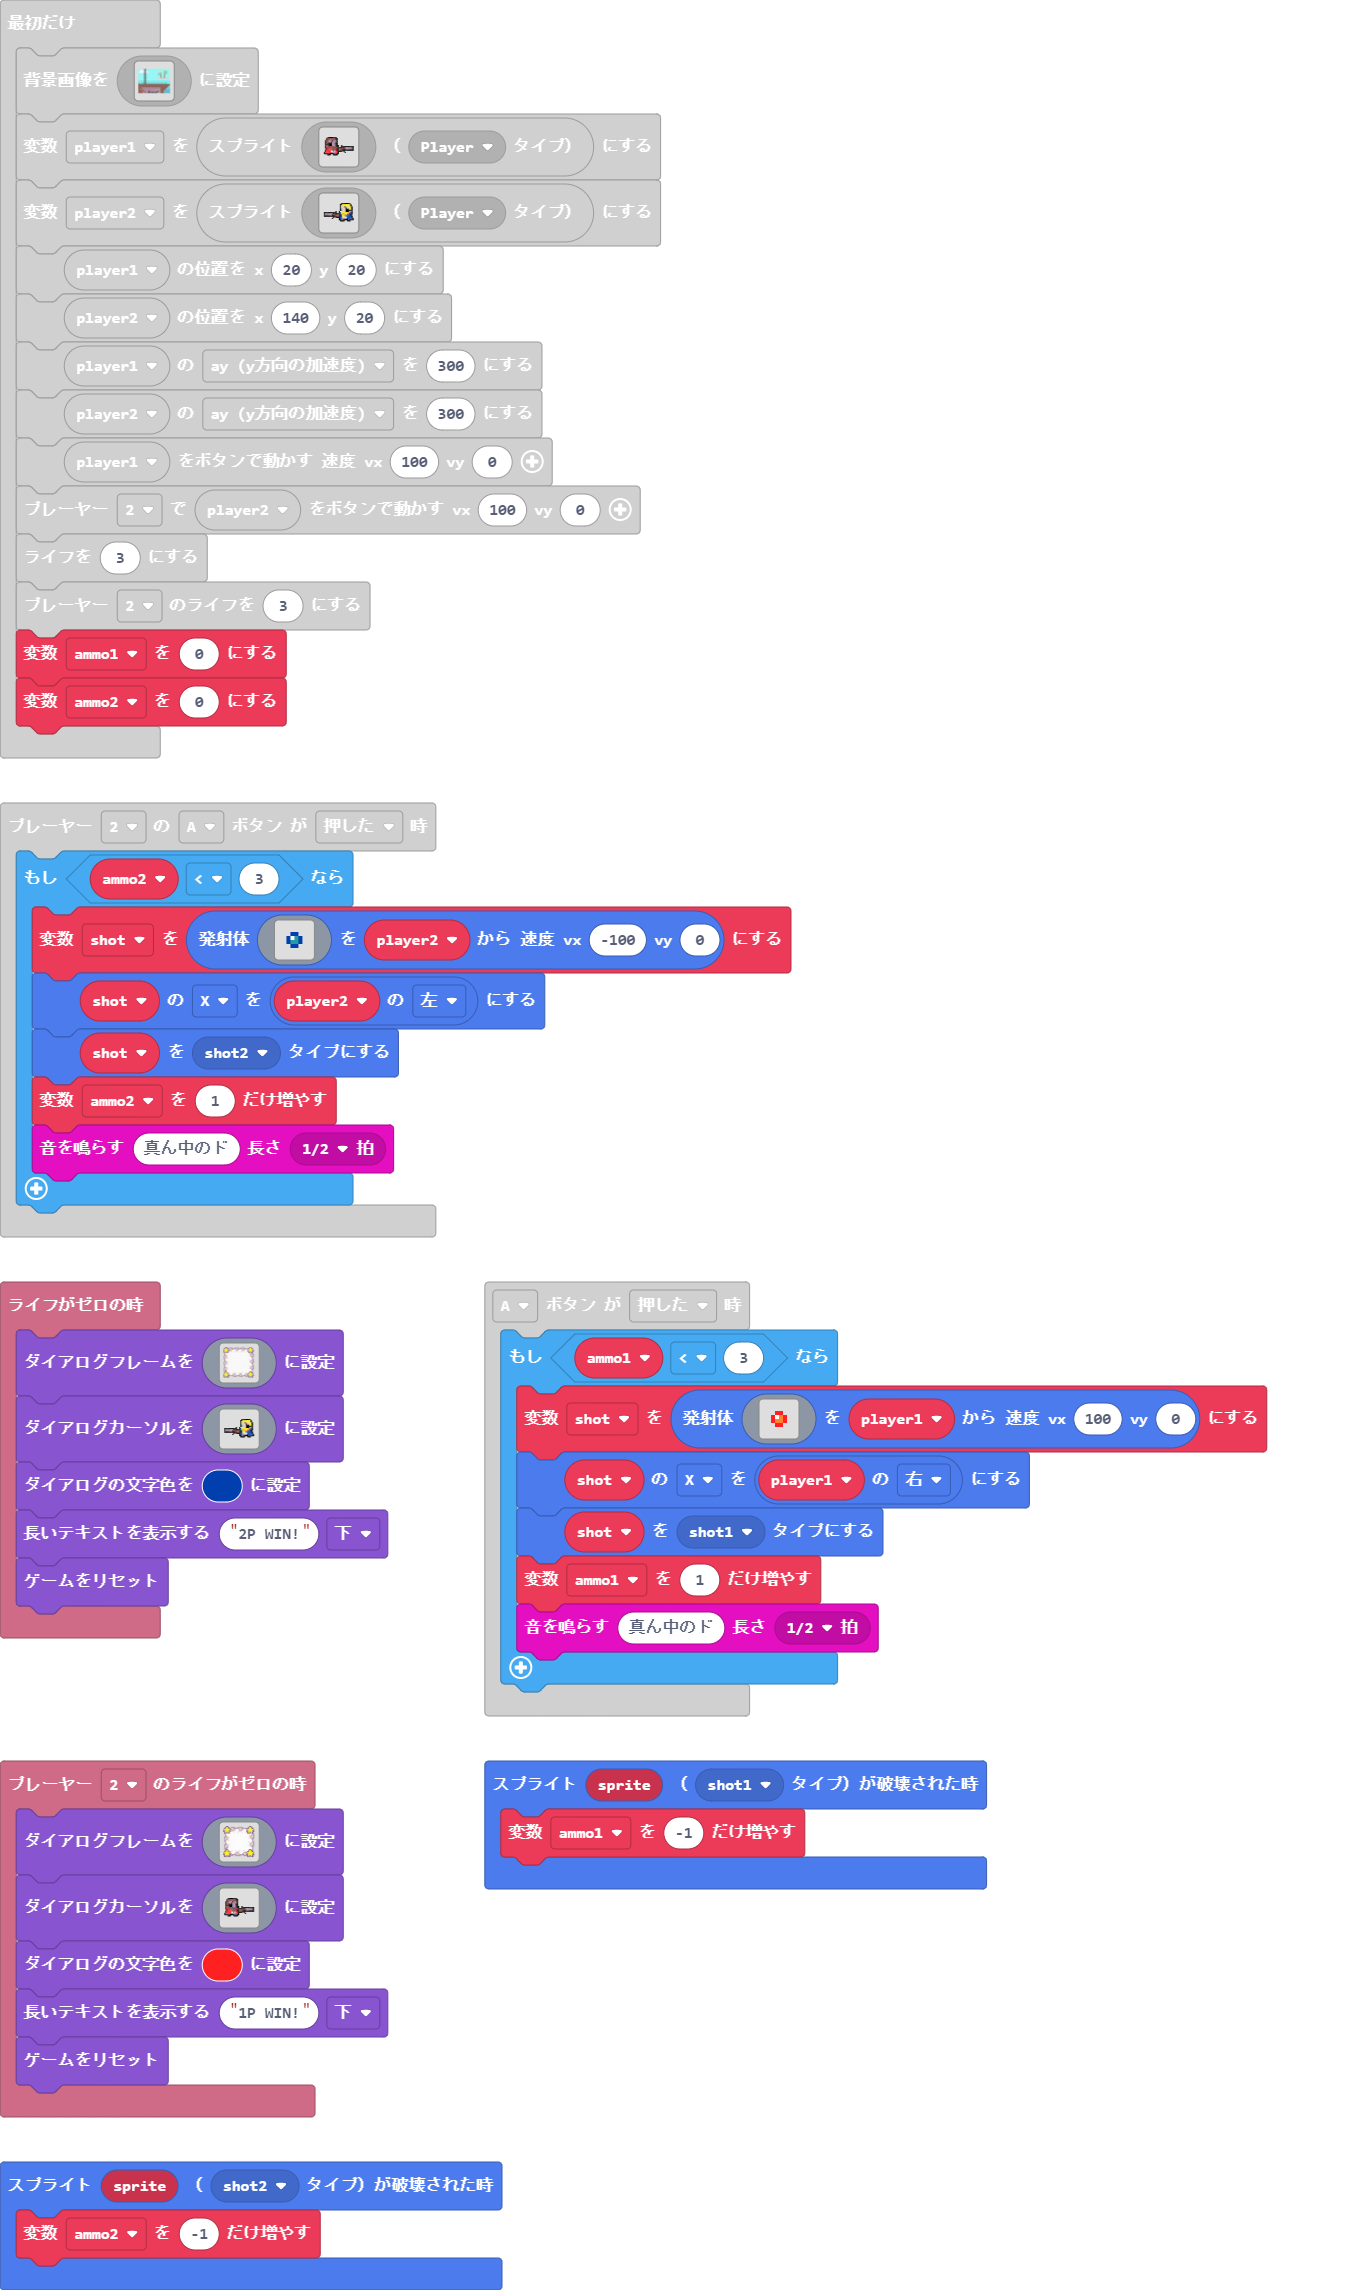 最初だけ
背景画像を に設定
変数 player1 を スプライト ( Player タイプ) にする
変数 player2 を スプライト ( Player タイプ) にする
player1 の位置を x 20 y 20 にする
player2 の位置を x 140 y 20 にする
player1 の ay (y方向の加速度) を 300 にする
player2 の ay (y方向の加速度) を 300 にする
player1 をボタンで動かす 速度 vx 100 vy 0
プレーヤー 2 で player2 をボタンで動かす vx 100 vy 0
ライフを 3 にする
プレーヤー 2 のライフを 3 にする
変数 ammo1 を 0 にする
変数 ammo2 を 0 にする
プレーヤー 2 の A ボタン が 押した 時
もし ammo2 < 3 なら
変数 shot を 発射体 を player2 から 速度 vx -100 vy 0 にする
shot の X を player2 の 左 にする
shot を shot2 タイプにする
変数 ammo2 を 1 だけ増やす
音を鳴らす 真ん中のド 長さ 1/2 拍
ライフがゼロの時
ダイアログフレームを に設定
ダイアログカーソルを に設定
ダイアログの文字色を に設定
長いテキストを表示する "2P WIN!" 下
ゲームをリセット
A ボタン が 押した 時
もし ammo1 < 3 なら
変数 shot を 発射体 を player1 から 速度 vx 100 vy 0 にする
shot の X を player1 の 右 にする
shot を shot1 タイプにする
変数 ammo1 を 1 だけ増やす
音を鳴らす 真ん中のド 長さ 1/2 拍
プレーヤー 2 のライフがゼロの時
ダイアログフレームを に設定
ダイアログカーソルを に設定
ダイアログの文字色を に設定
長いテキストを表示する "1P WIN!" 下
ゲームをリセット
スプライト sprite ( shot1 タイプ) が破壊された時
変数 ammo1 を -1 だけ増やす
スプライト sprite ( shot2 タイプ) が破壊された時
変数 ammo2 を -1 だけ増やす